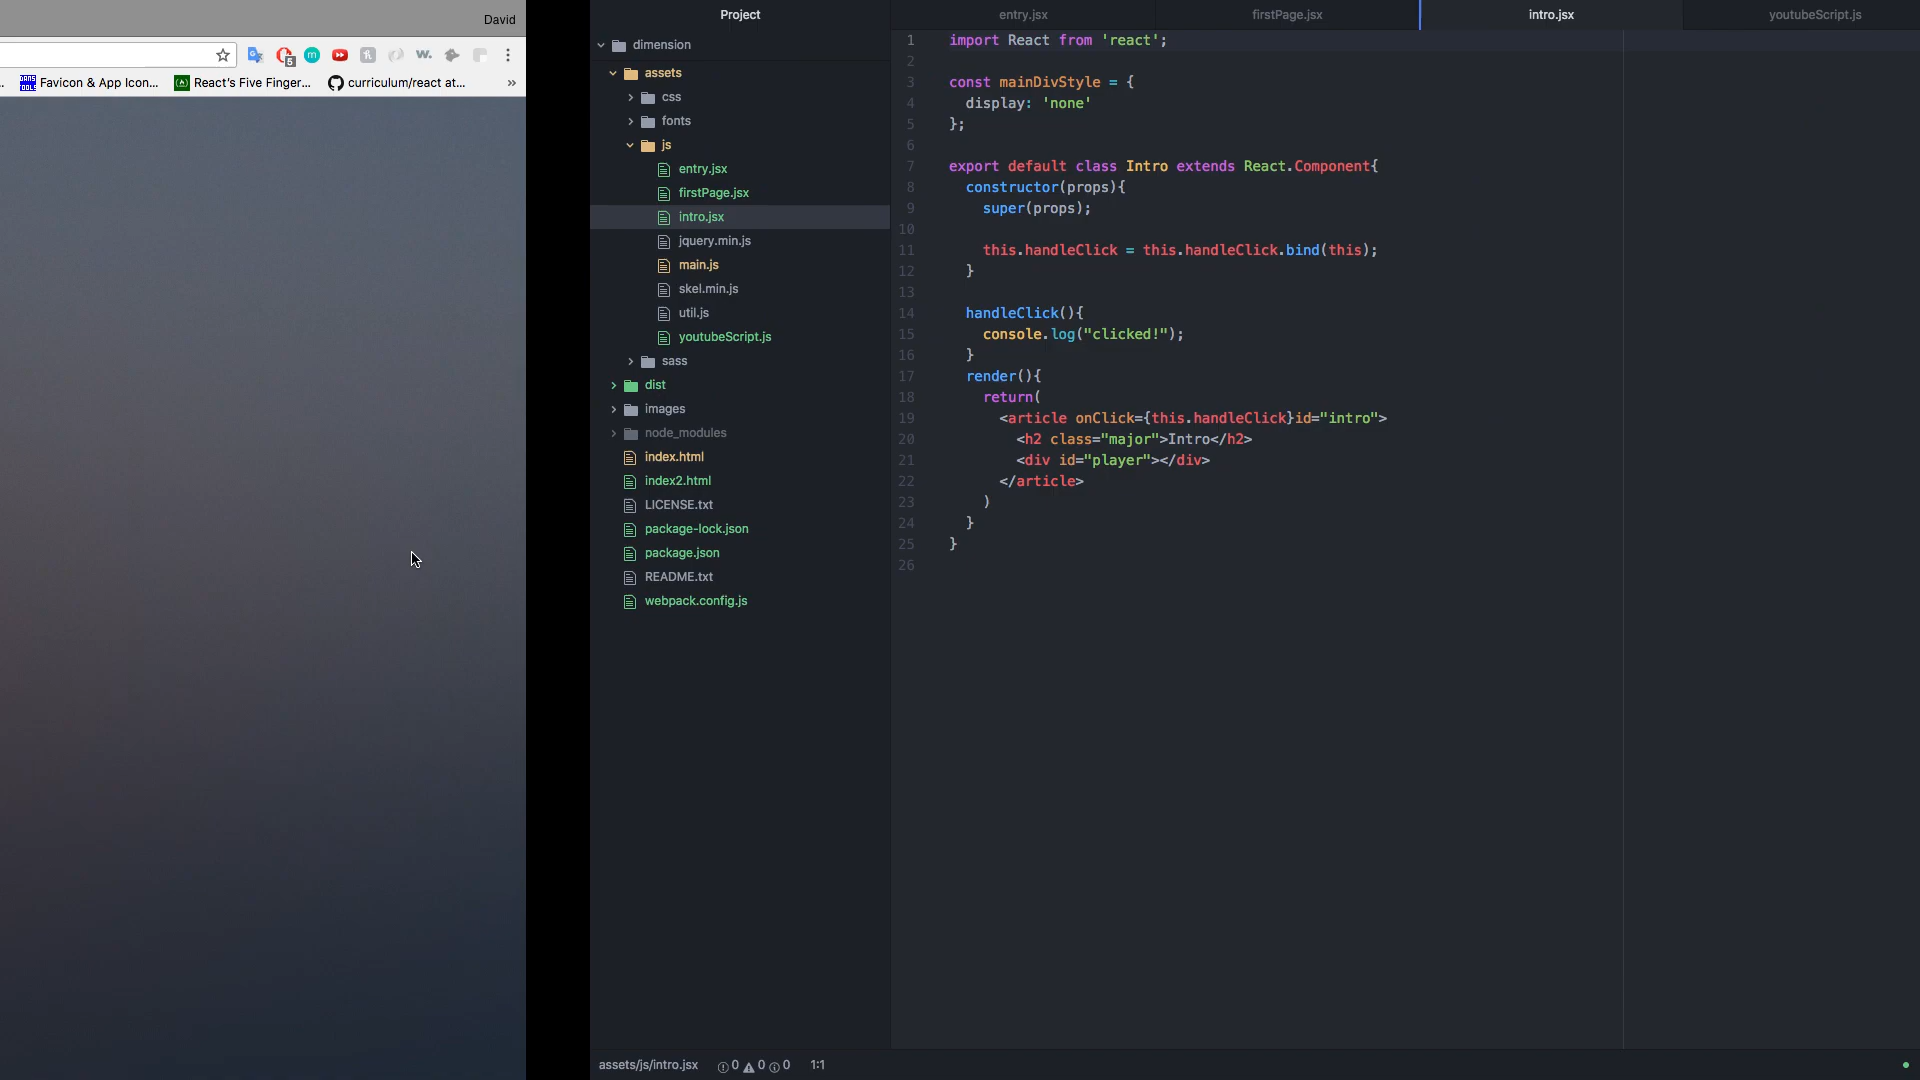 David
5
m
w.
Favicon & App Icon...
React's Five Finger...
curriculum/react at...
»
Project
dimension
assets
css
fonts
js
entry.jsx
firstPage.jsx
intro.jsx
jquery.min.js
main.js
skel.min.js
util.js
youtubeScript.js
sass
dist
images
node_modules
index.html
index2.html
LICENSE.txt
package-lock.json
package.json
README.txt
webpack.config.js
entry.jsx
firstPage.jsx
intro.jsx
youtubeScript.js
1 import React from 'react';
2
3 const mainDivStyle = {
4 display: 'none'
5 };
6
7 export default class Intro extends React.Component{
8 constructor(props){
9 super(props);
10
11 this.handleClick = this.handleClick.bind(this);
12 }
13
14 handleClick(){
15 console.log("clicked!");
16 }
17 render(){
18 return(
19 <article onClick={this.handleClick}id="intro">
20 <h2 class="major">Intro</h2>
21 <div id="player"></div>
22 </article>
23 )
24 }
25 }
26
assets/js/intro.jsx 0 0 0 1:1